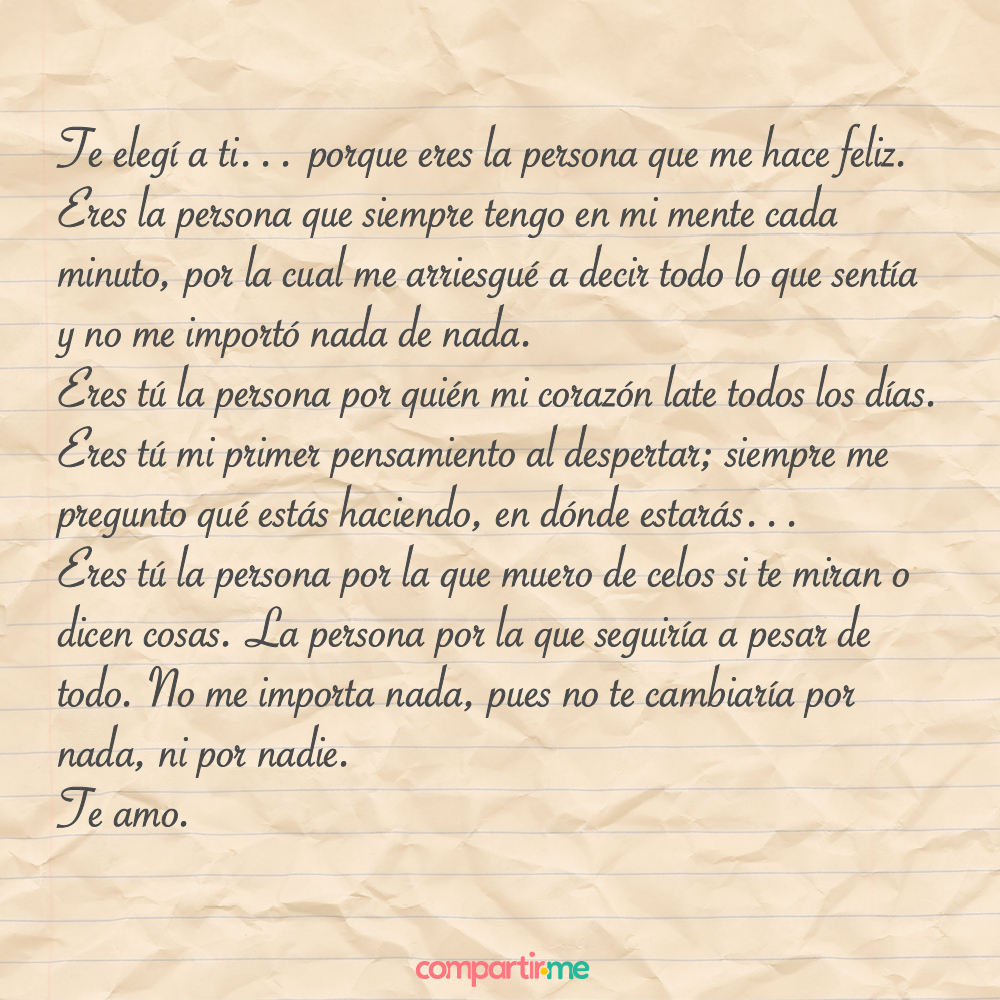 Te elegí a ti... porque eres la persona que me hace feliz.
Eres la persona que siempre tengo en mi mente cada
minuto, por la cual me arriesgué a decir todo lo que sentía
y no me importó nada de nada.
Eres tú la persona por quién mi corazón late todos los días.
Eres tú mi primer pensamiento al despertar; siempre me
pregunto qué estás haciendo, en dónde estarás...
Eres tú la persona por la que muero de celos si te miran o
dicen cosas. La persona por la que seguiría a pesar de
todo. No me importa nada, pues no te cambiaría por
nada, ni por nadie.
Te amo.
compartir.me